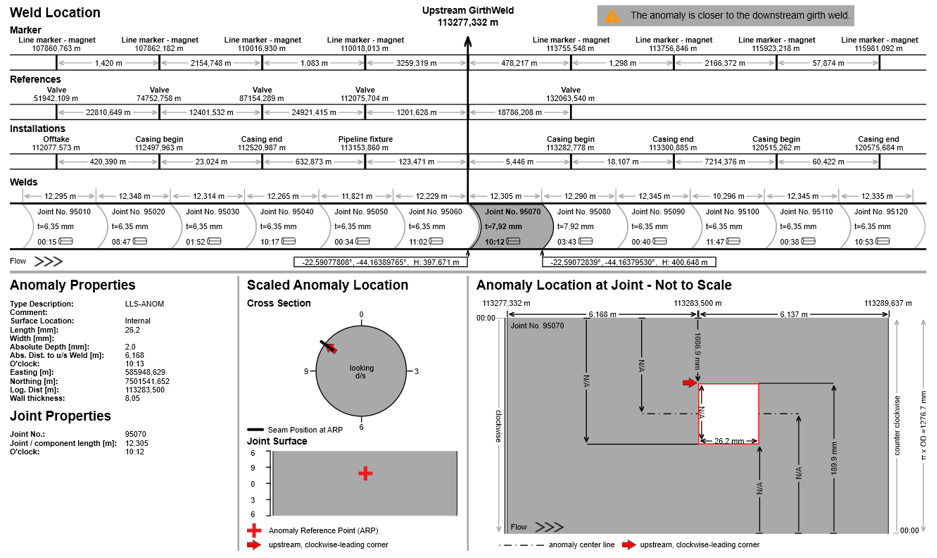 Weld Location
Upstream GirthWeld
113277,332 m
The anomaly is closer to the downstream girth weld.
Marker
Line marker - magnet Line marker - magnet Line marker - magnet Line marker - magnet Line marker - magnet Line marker - magnet Line marker - magnet Line marker - magnet
107860,763 m 107862,182 m 110016,930 m 110018,013 m 113755,548 m 113756,846 m 115923,218 m 115981,092 m
1,420 m 2154,748 m 1,083 m 3259,319 m 478,217 m 1,298 m 2166,372 m 57,874 m
References
Valve Valve Valve Valve Valve
51942,109 m 74752,758 m 87154,289 m 112075,704 m 132063,540 m
22810,649 m 12401,532 m 24921,415 m 1201,628 m 18786,208 m
Installations
Offtake Casing begin Casing end Pipeline fixture Casing begin Casing end Casing begin Casing end
112077,573 m 112497,963 m 112520,987 m 113153,860 m 113282,778 m 113300,885 m 120515,262 m 120575,684 m
420,390 m 23,024 m 632,873 m 123,471 m 5,446 m 18,107 m 7214,376 m 60,422 m
Welds
12,295 m 12,348 m 12,314 m 12,265 m 11,821 m 12,229 m 12,305 m 12,290 m 12,345 m 10,296 m 12,345 m 12,335 m
Joint No. 95010 Joint No. 95020 Joint No. 95030 Joint No. 95040 Joint No. 95050 Joint No. 95060 Joint No. 95070 Joint No. 95080 Joint No. 95090 Joint No. 95100 Joint No. 95110 Joint No. 95120
t=6,35 mm t=6,35 mm t=6,35 mm t=6,35 mm t=6,35 mm t=6,35 mm t=7,92 mm t=7,92 mm t=6,35 mm t=6,35 mm t=6,35 mm t=6,35 mm
00:15 08:47 01:52 10:17 00:34 11:02 10:12 03:43 00:40 11:47 00:38 10:53
Flow
-22,59077808°, -44,16389765°, H: 397,671 m
-22,59072839°, -44,16379530°, H: 400,648 m
Anomaly Properties
Type Description: LLS-ANOM
Comment:
Surface Location: Internal
Length [mm]: 26,2
Width [mm]:
Absolute Depth [mm]: 2,0
Abs. Dist. to u/s Weld [m]: 6,168
O'clock: 10:13
Easting [m]: 585948,629
Northing [m]: 7501541,652
Log. Dist [m]: 113283,500
Wall thickness: 8,05
Joint Properties
Joint No.: 95070
Joint / component length [m]: 12,305
O'clock: 10:12
Scaled Anomaly Location
Cross Section
0
9
looking
d/s
3
6
Seam Position at ARP
Joint Surface
6
9
0
3
6
Anomaly Reference Point (ARP)
upstream, clockwise-leading corner
Anomaly Location at Joint - Not to Scale
113277,332 m 113283,500 m 113289,637 m
6,168 m 6,137 m
00:00
Joint No. 95070
1086.9 mm
N/A
N/A
N/A
26.2 mm
N/A
N/A
189.9 mm
clockwise
counter clockwise
π x OD =1276.7 mm
Flow
00:00
anomaly center line
upstream, clockwise-leading corner